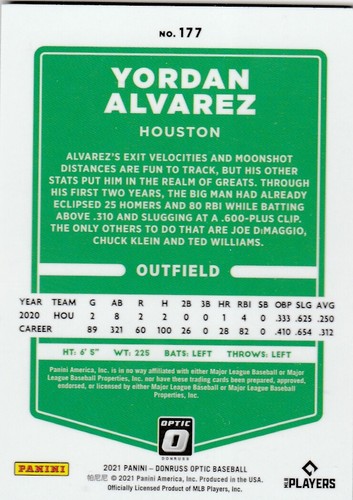 NO. 177
YORDAN
ALVAREZ
HOUSTON
ALVAREZ'S EXIT VELOCITIES AND MOONSHOT
DISTANCES ARE FUN TO TRACK, BUT HIS OTHER
STATS PUT HIM IN THE REALM OF GREATS. THROUGH
HIS FIRST TWO YEARS, THE BIG MAN HAD ALREADY
ECLIPSED 25 HOMERS AND 80 RBI WHILE BATTING
ABOVE .310 AND SLUGGING AT A .600-PLUS CLIP.
THE ONLY OTHERS TO DO THAT ARE JOE DiMAGGIO,
CHUCK KLEIN AND TED WILLIAMS.
OUTFIELD
YEAR TEAM G AB R H 2B 3B HR RBI SB OBP SLG AVG
2020 HOU 2 8 2 2 0 0 1 4 0 .333 .625 .250
CAREER 89 321 60 100 26 0 28 82 0 .410 .654 .312
HT: 6' 5" WT: 225 BATS: LEFT THROWS: LEFT
Panini America, Inc. is in no way affiliated with either Major League Baseball or Major
League Baseball Properties, Inc. nor have these trading cards been prepared, approved,
endorsed, or licensed by either Major League Baseball or Major League Baseball
Properties, Inc.
OPTIC
DONRUSS
PANINI
2021 PANINI – DONRUSS OPTIC BASEBALL
帕尼尼 © 2021 Panini America, Inc. Produced in the USA.
Officially Licensed Product of MLB Players, Inc.
MLB PLAYERS